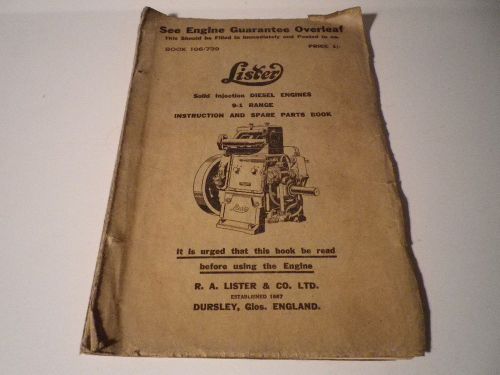 See Engine Guarantee Overleaf
This Should be Filled in Immediately and Posted to us.
BOOK 106/739 PRICE 1/-
Lister
Solid Injection DIESEL ENGINES
9-1 RANGE
INSTRUCTION AND SPARE PARTS BOOK
Lister
It is urged that this book be read
before using the Engine
R. A. LISTER & CO. LTD.
ESTABLISHED 1867
DURSLEY, Glos. ENGLAND.